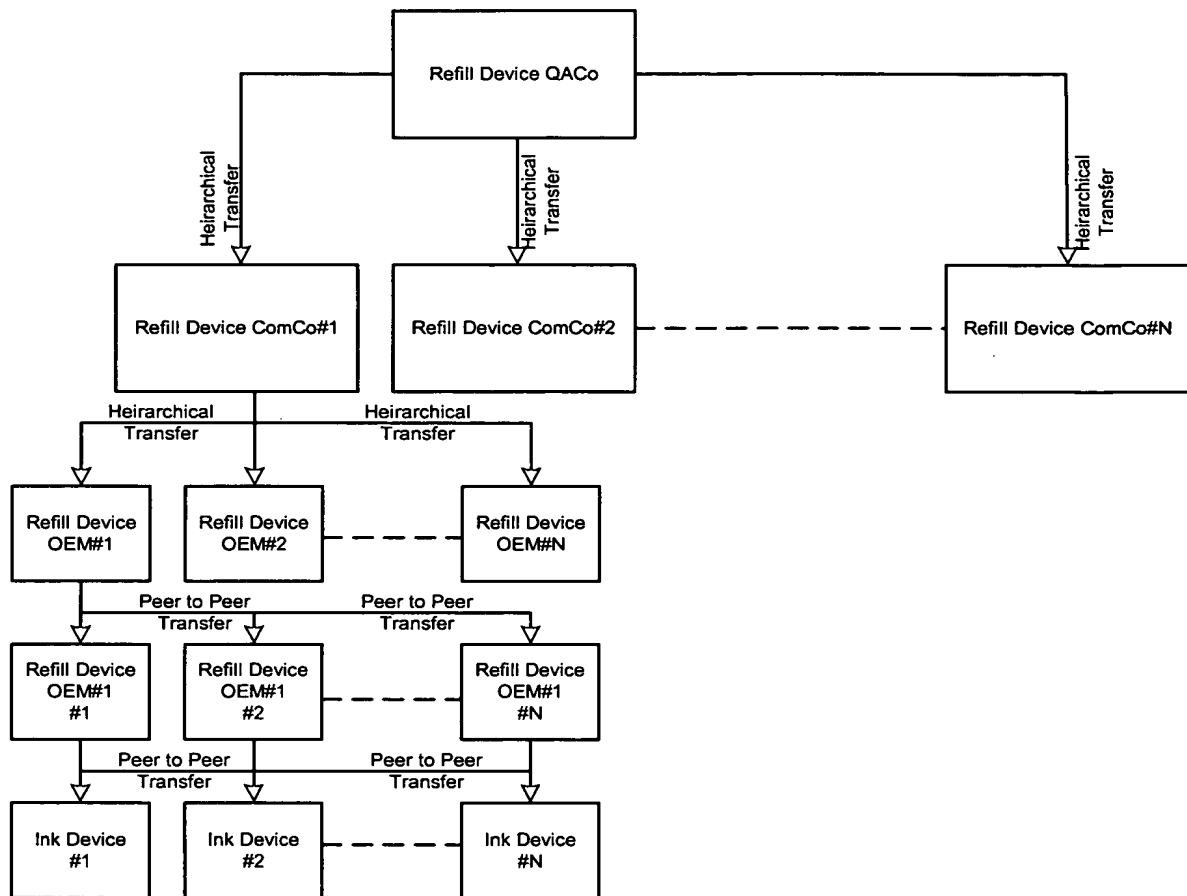 Refill Device QACo
Heirarchical
Transfer
Heirarchical
Transfer
Heirarchical
Transfer
Refill Device ComCo#1
Refill Device ComCo#2
Refill Device ComCo#N
Heirarchical
Transfer
Heirarchical
Transfer
Refill Device
OEM#1
Refill Device
OEM#2
Refill Device
OEM#N
Peer to Peer
Transfer
Peer to Peer
Transfer
Refill Device
OEM#1
#1
Refill Device
OEM#1
#2
Refill Device
OEM#1
#N
Peer to Peer
Transfer
Peer to Peer
Transfer
Ink Device
#1
Ink Device
#2
Ink Device
#N